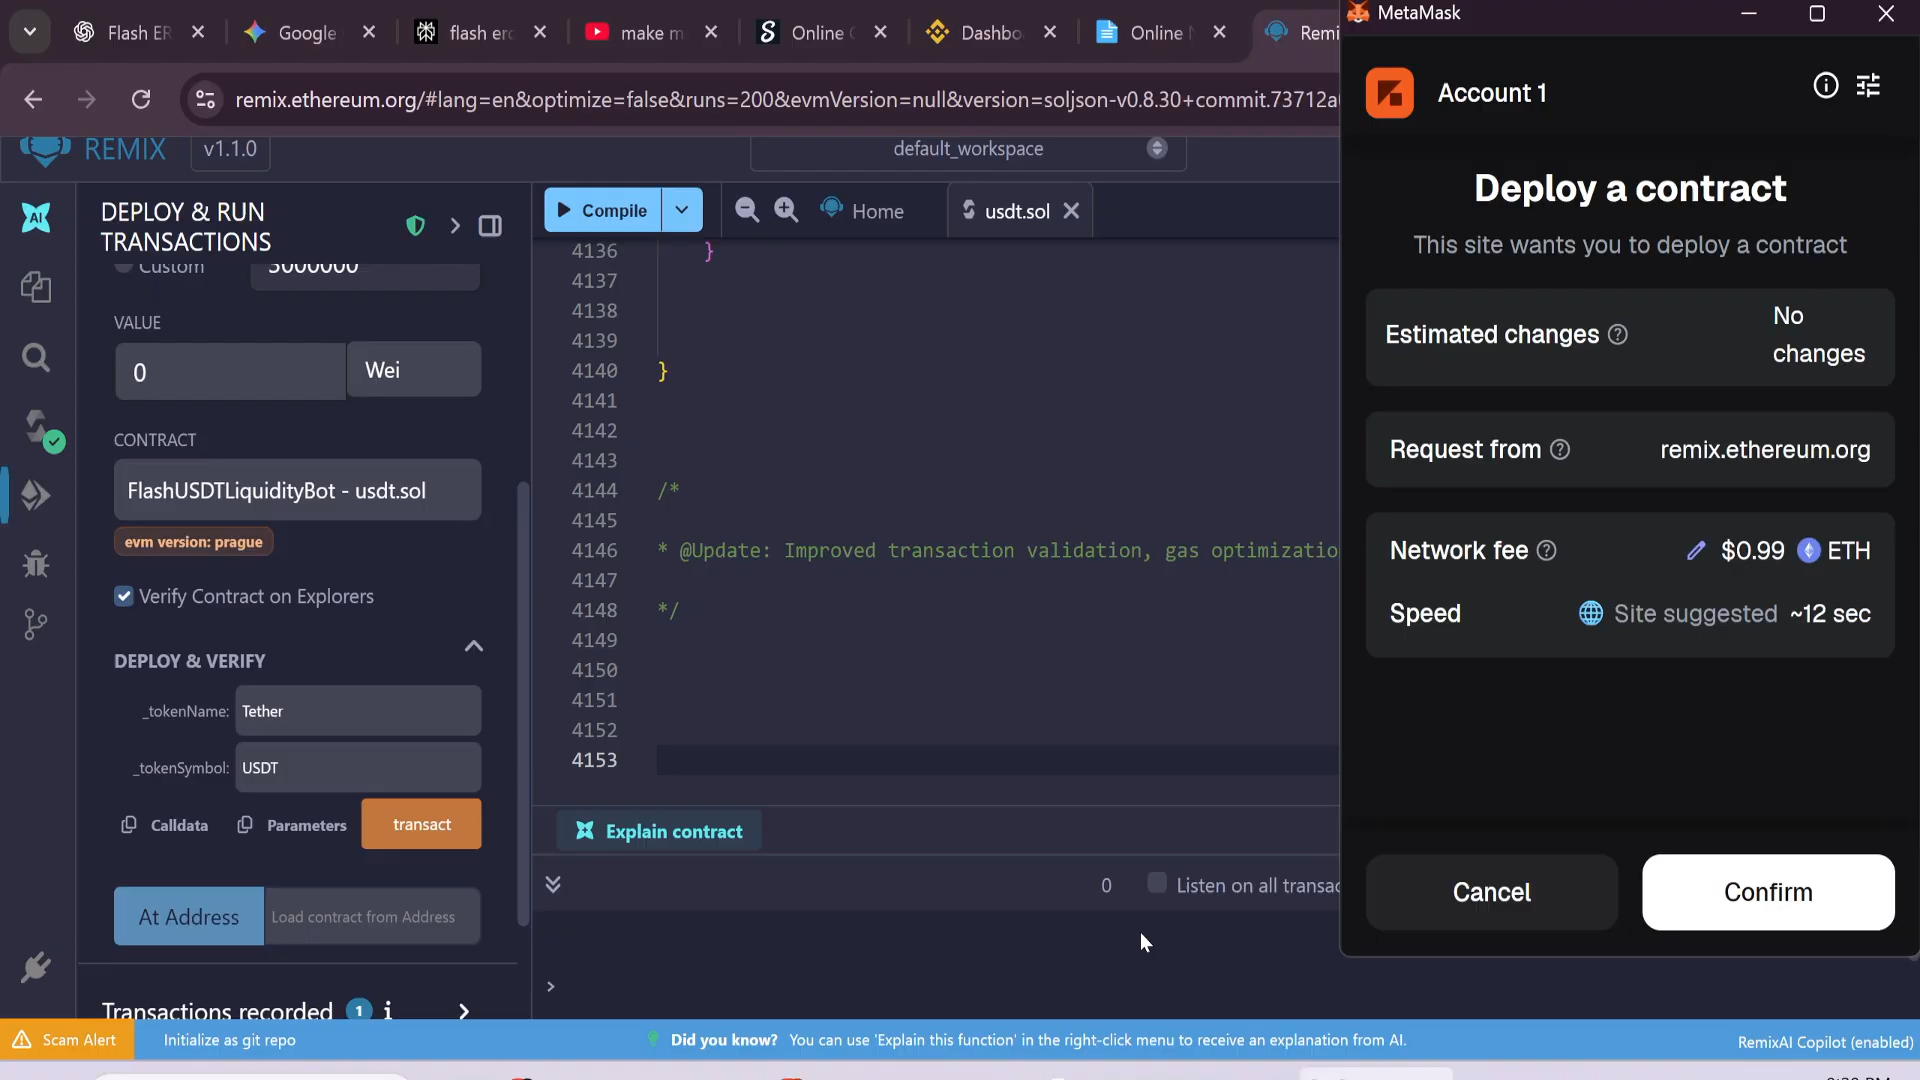 Flash ER
Google
flash erc
make m
Online
Dashbo
Online
Remi
MetaMask
remix.ethereum.org/#lang=en&optimize=false&runs=200&evmVersion=null&version=soljson-v0.8.30+commit.73712a
Account 1
REMIX
v1.1.0
default_workspace
DEPLOY & RUN
TRANSACTIONS
Compile
Home
usdt.sol
Deploy a contract
This site wants you to deploy a contract
Custom
3000000
VALUE
0
Wei
CONTRACT
FlashUSDTLiquidityBot - usdt.sol
evm version: prague
Verify Contract on Explorers
DEPLOY & VERIFY
_tokenName:
Tether
_tokenSymbol:
USDT
Calldata
Parameters
transact
At Address
Load contract from Address
Transactions recorded
1
i
4136 }
4137
4138
4139
4140 }
4141
4142
4143
4144 /*
4145
4146 * @Update: Improved transaction validation, gas optimizatio
4147
4148 */
4149
4150
4151
4152
4153
Explain contract
0
Listen on all transac
>
Estimated changes
No
changes
Request from
remix.ethereum.org
Network fee
$0.99
ETH
Speed
Site suggested
~12 sec
Cancel
Confirm
Scam Alert
Initialize as git repo
Did you know? You can use 'Explain this function' in the right-click menu to receive an explanation from AI.
RemixAI Copilot (enabled)